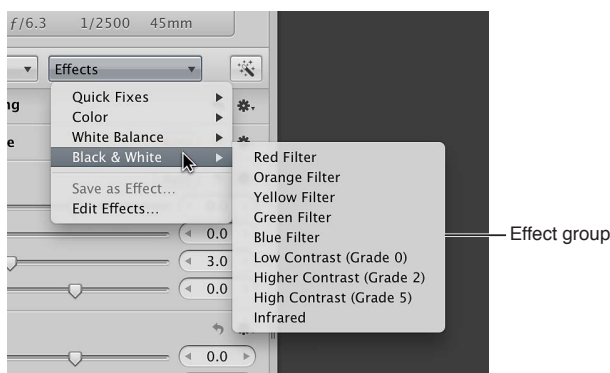 ƒ/6.3 1/2500 45mm
Effects
ng
e
Quick Fixes
Color
White Balance
Black & White
Save as Effect...
Edit Effects...
Red Filter
Orange Filter
Yellow Filter
Green Filter
Blue Filter
Low Contrast (Grade 0)
Higher Contrast (Grade 2)
High Contrast (Grade 5)
Infrared
Effect group
0.0
3.0
0.0
0.0